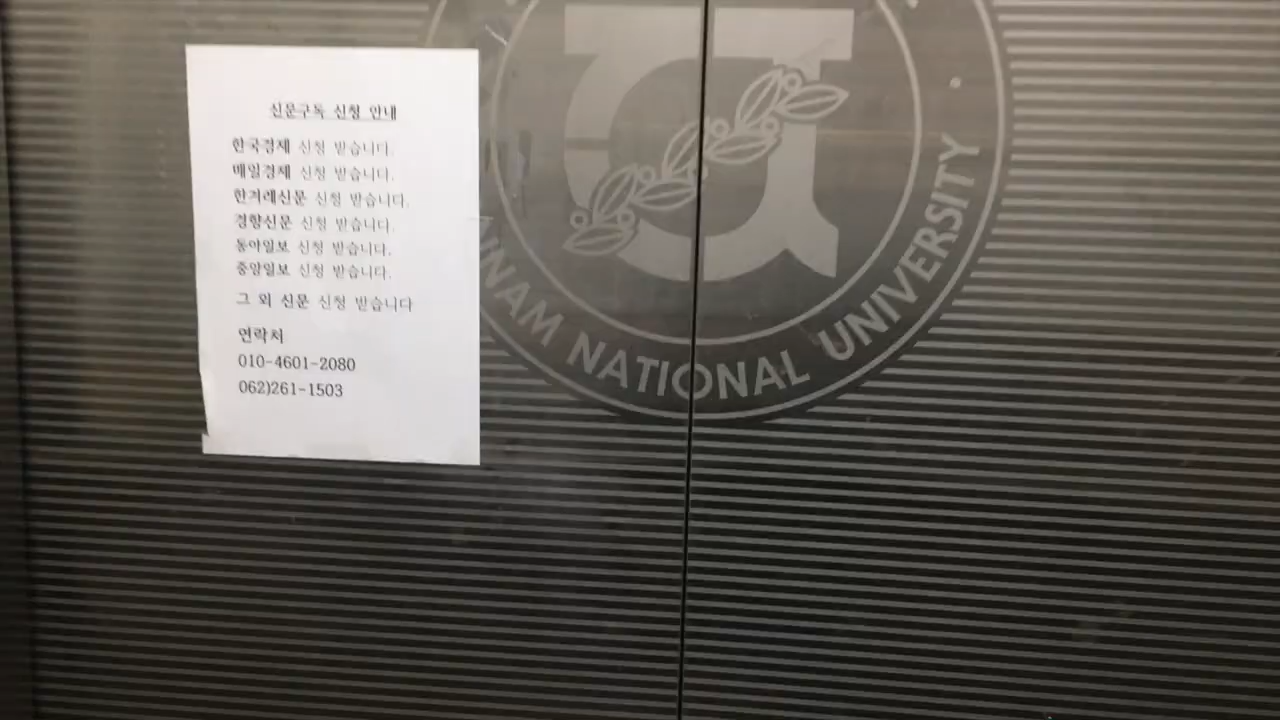 신문구독 신청 안내
한국경제 신청 받습니다.
매일경제 신청 받습니다.
한겨레신문 신청 받습니다.
경향신문 신청 받습니다.
동아일보 신청 받습니다.
중앙일보 신청 받습니다.
그 외 신문 신청 받습니다
연락처
010-4601-2080
062)261-1503
NATIONAL UNIVERSITY